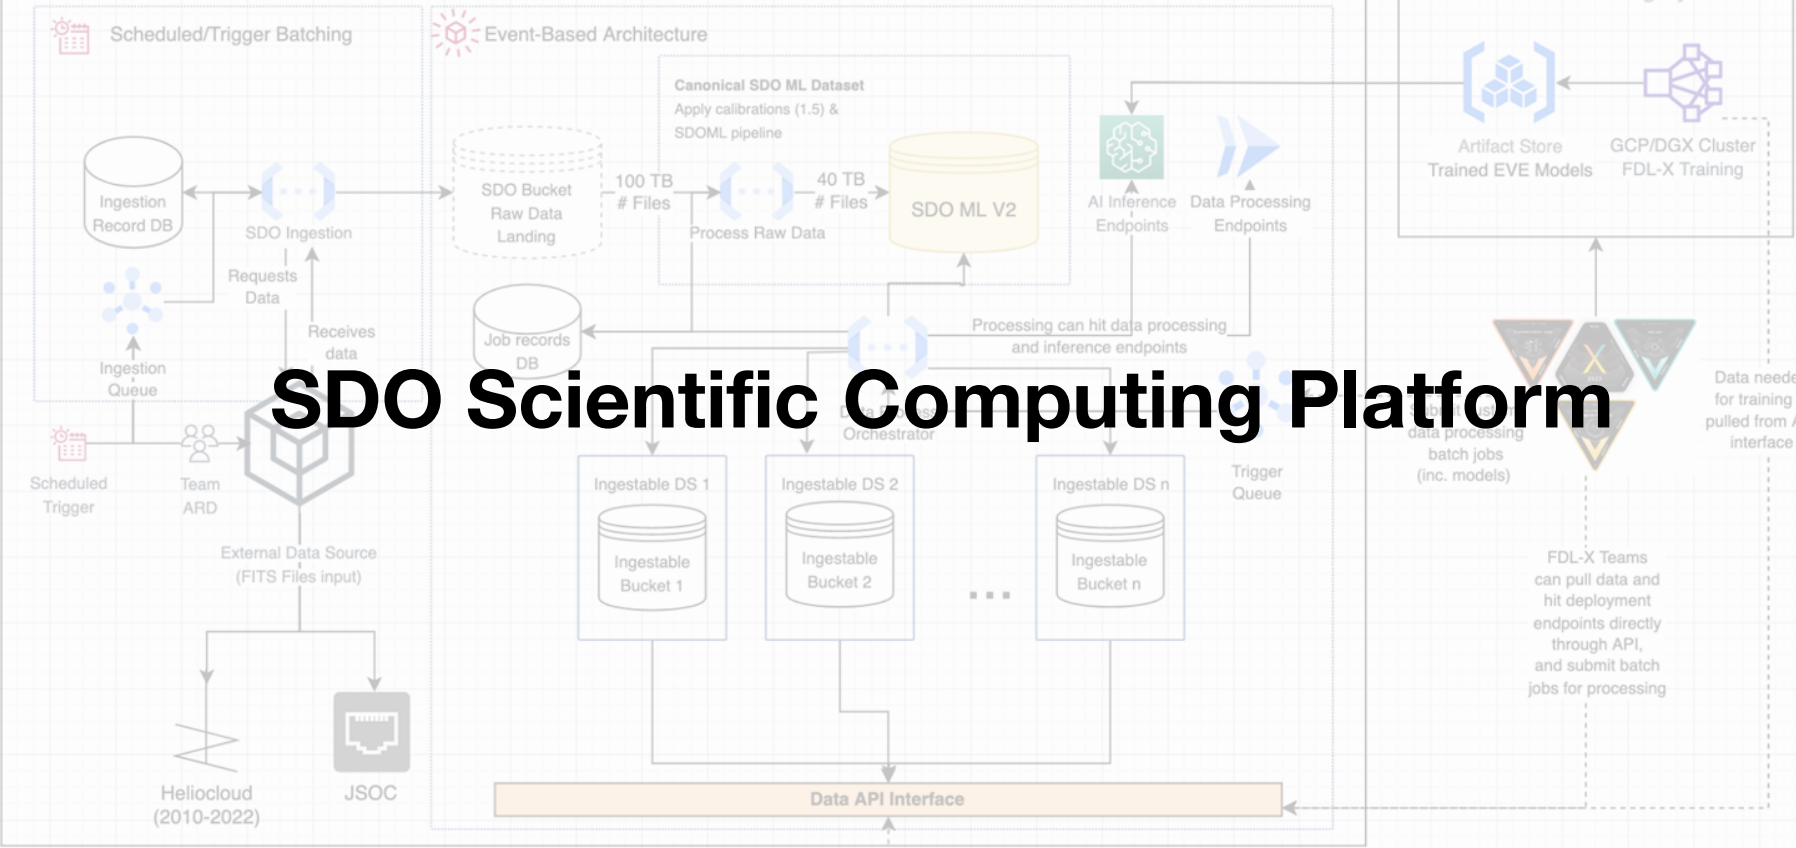 Scheduled/Trigger Batching
Event-Based Architecture
Canonical SDO ML Dataset
Apply calibrations (1.5) &
SDOML pipeline
Ingestion
Record DB
SDO Ingestion
SDO Bucket
Raw Data
Landing
100 TB
# Files
Process Raw Data
40 TB
# Files
SDO ML V2
AI Inference
Endpoints
Data Processing
Endpoints
Artifact Store
Trained EVE Models
GCP/DGX Cluster
FDL-X Training
Requests
Data
Receives
data
Ingestion
Queue
Job records
DB
Processing can hit data processing
and inference endpoints
X
SDO Scientific Computing Platform
Orchestrator
data processing
batch jobs
(inc. models)
Data
for training
pulled from
interface
Scheduled
Trigger
Team
ARD
Trigger
Queue
External Data Source
(FITS Files input)
Ingestable DS 1
Ingestable
Bucket 1
Ingestable DS 2
Ingestable
Bucket 2
...
Ingestable DS n
Ingestable
Bucket n
FDL-X Teams
can pull data and
hit deployment
endpoints directly
through API,
and submit batch
jobs for processing
Heliocloud
(2010-2022)
JSOC
Data API Interface